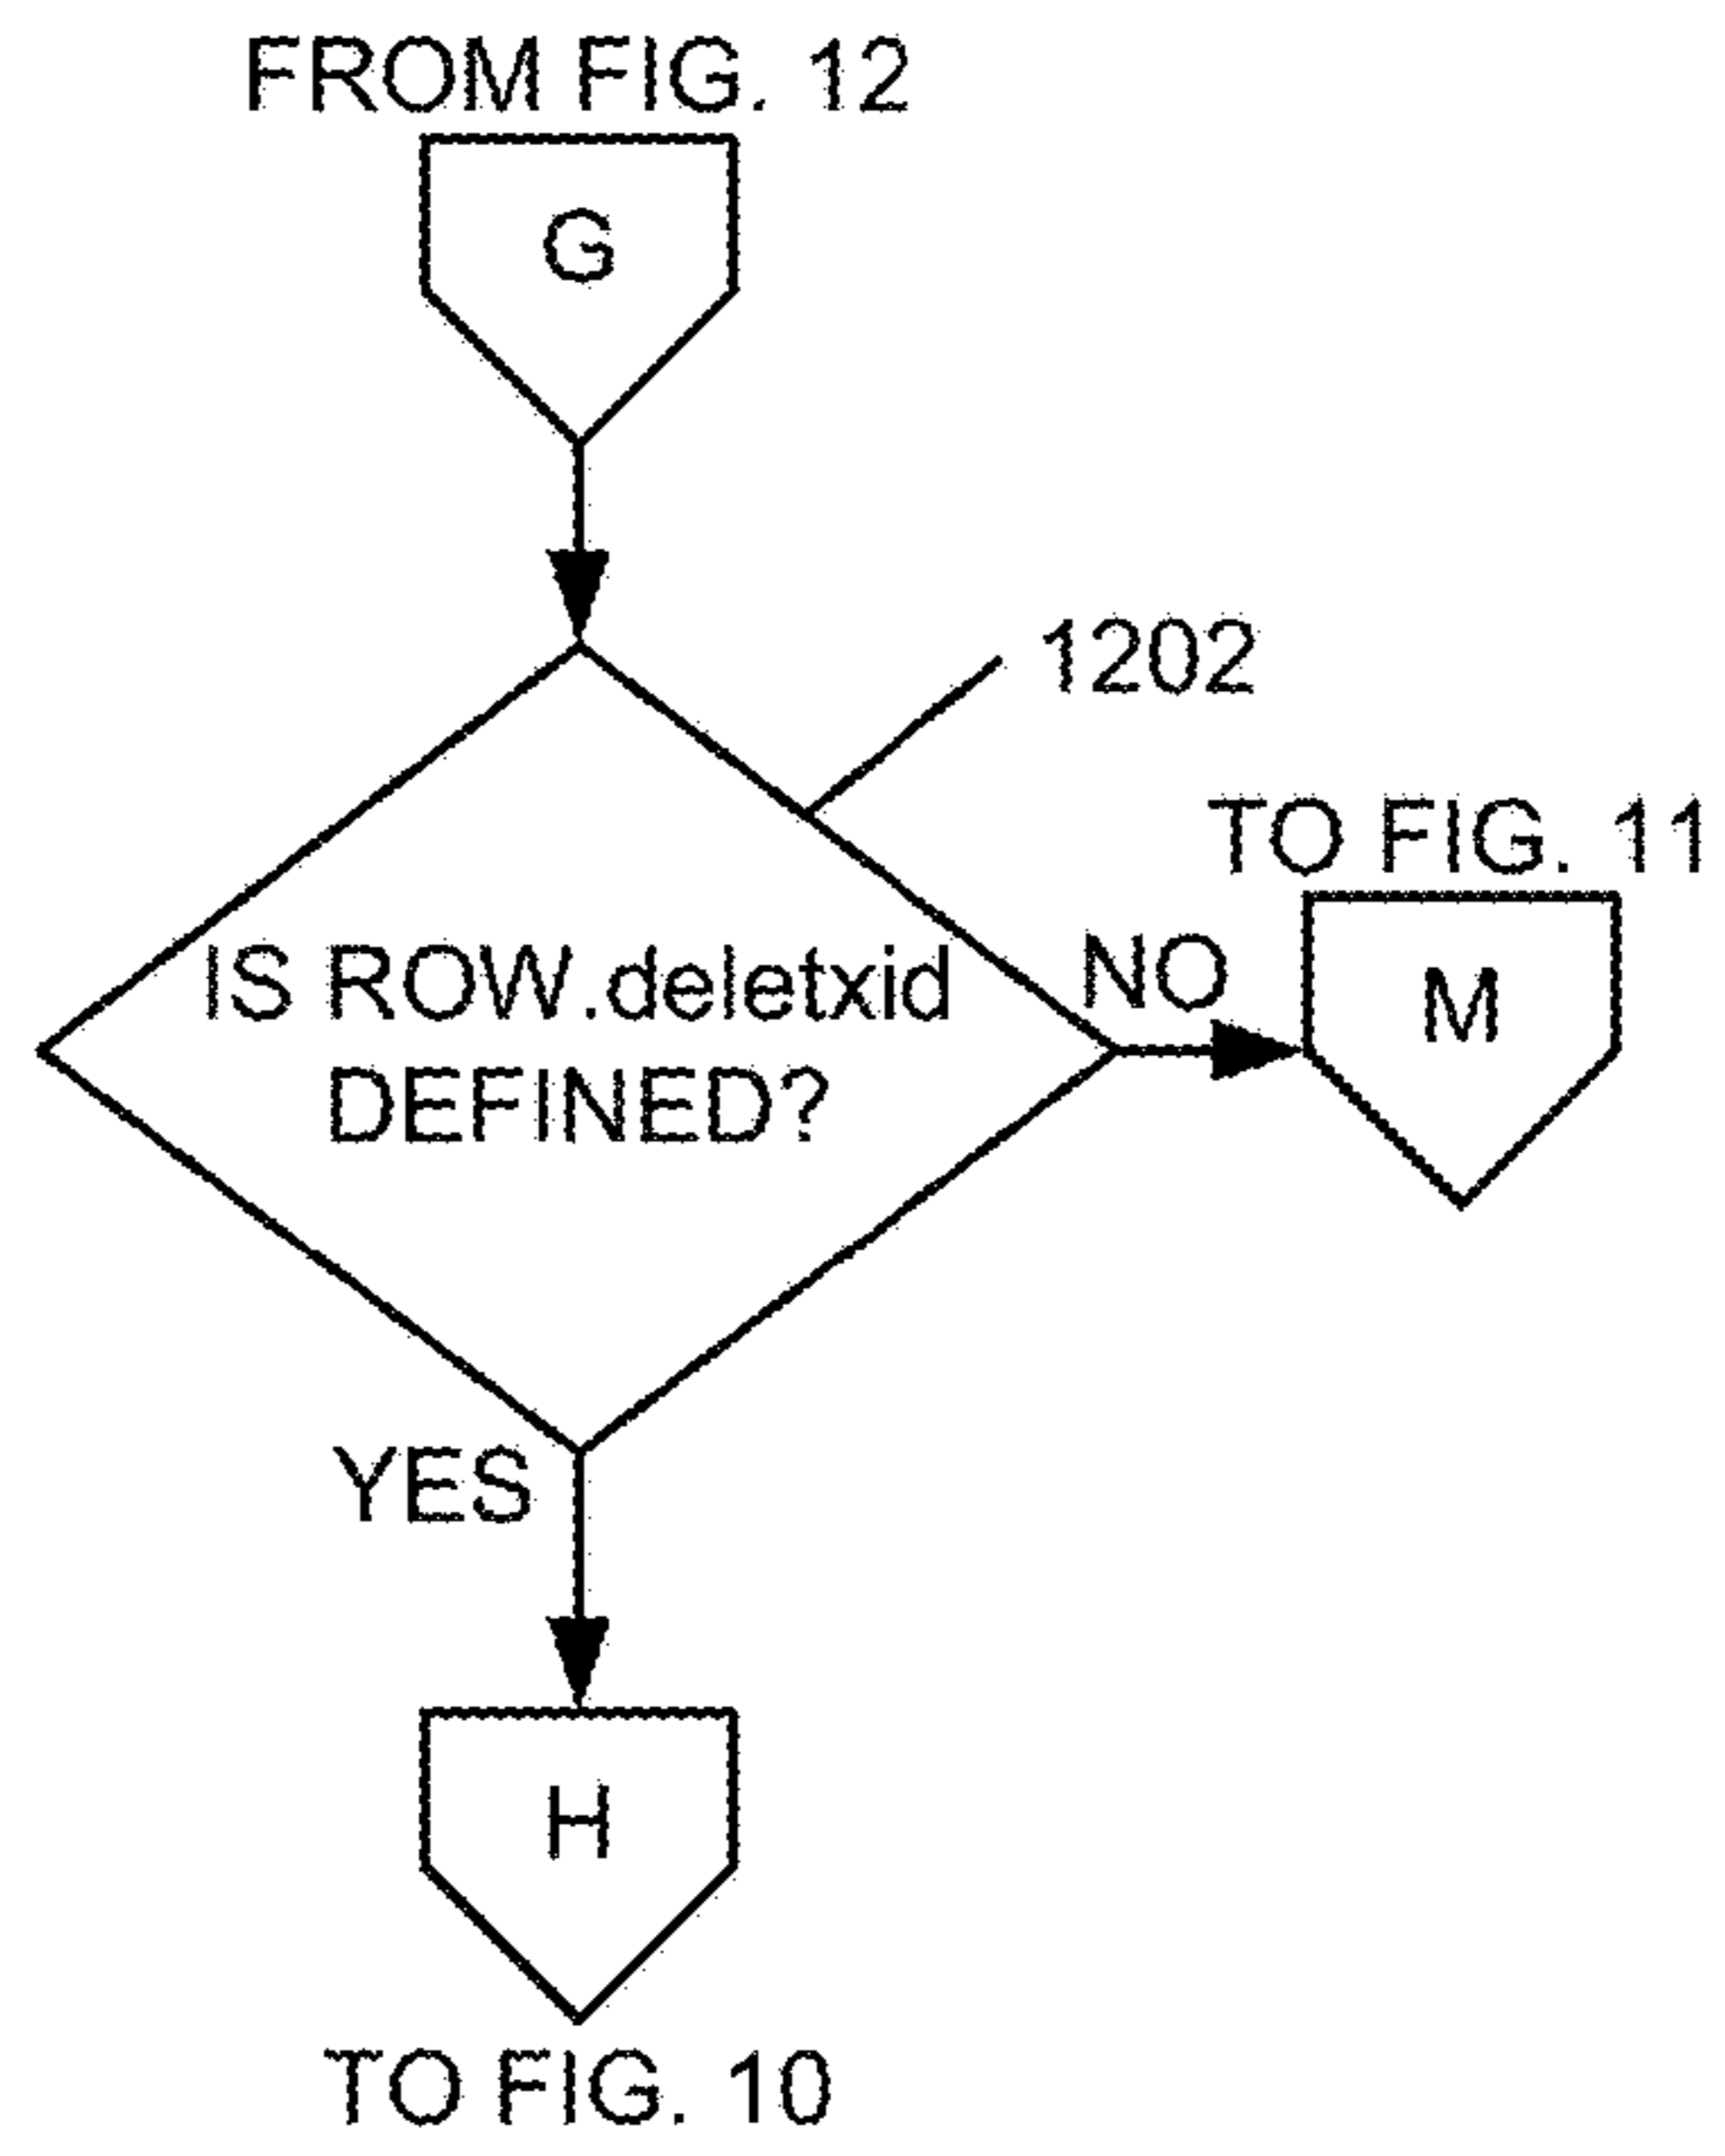 FROM FIG. 12
G
1202
TO FIG. 11
IS ROW.deletxid
DEFINED?
NO
M
YES
H
TO FIG. 10